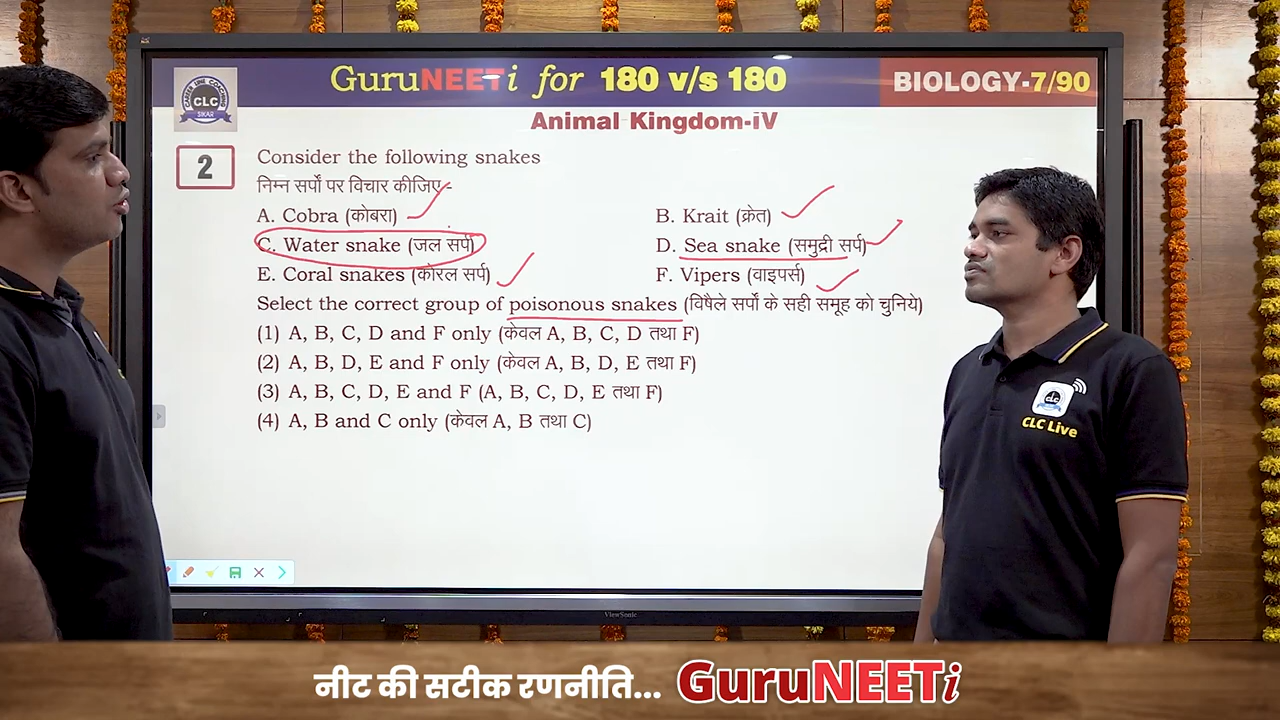 GuruNEETi for 180 v/s 180
BIOLOGY-7/90
CLC
SIKAR
Animal Kingdom-iV
2
Consider the following snakes
निम्न सर्पों पर विचार कीजिए -
A. Cobra (कोबरा)
B. Krait (क्रेत)
C. Water snake (जल सर्प)
D. Sea snake (समुद्री सर्प)
E. Coral snakes (कोरल सर्प)
F. Vipers (वाइपर्स)
Select the correct group of poisonous snakes (विषैले सर्पों के सही समूह को चुनिये)
(1) A, B, C, D and F only (केवल A, B, C, D तथा F)
(2) A, B, D, E and F only (केवल A, B, D, E तथा F)
(3) A, B, C, D, E and F (A, B, C, D, E तथा F)
(4) A, B and C only (केवल A, B तथा C)
clc
CLC Live
ViewSonic
नीट की सटीक रणनीति... GuruNEETi